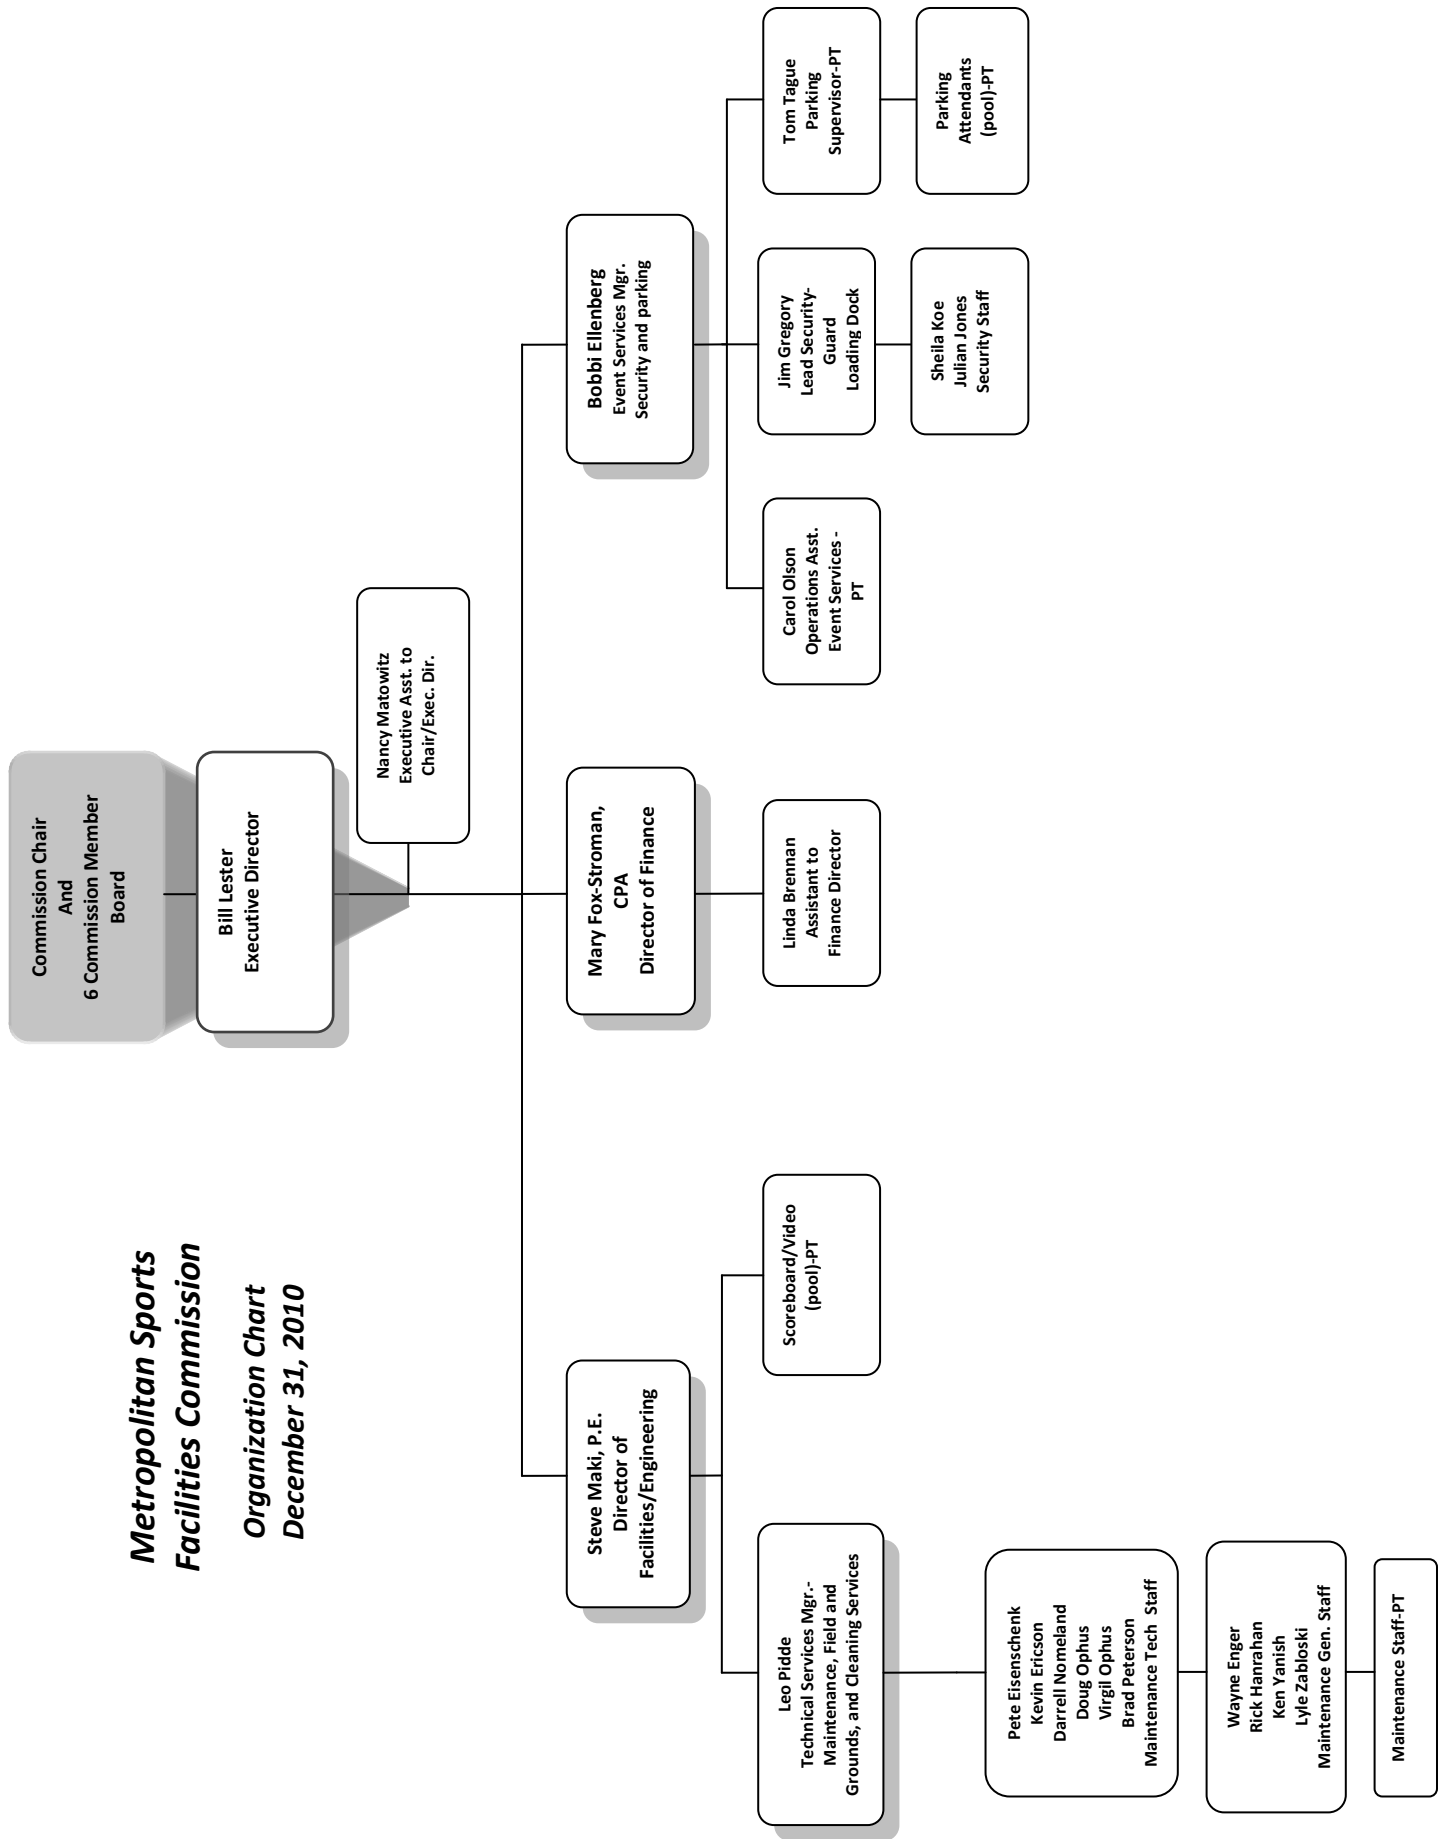 Metropolitan Sports
Facilities Commission
Organization Chart
December 31, 2010
Commission Chair
And
6 Commission Member
Board
Bill Lester
Executive Director
Nancy Matowitz
Executive Asst. to
Chair/Exec. Dir.
Steve Maki, P.E.
Director of
Facilities/Engineering
Mary Fox-Stroman,
CPA
Director of Finance
Bobbi Ellenberg
Event Services Mgr.
Security and parking
Leo Pidde
Technical Services Mgr.-
Maintenance, Field and
Grounds, and Cleaning Services
Scoreboard/Video
(pool)-PT
Linda Brennan
Assistant to
Finance Director
Carol Olson
Operations Asst.
Event Services -
PT
Jim Gregory
Lead Security-
Guard
Loading Dock
Tom Tague
Parking
Supervisor-PT
Sheila Koe
Julian Jones
Security Staff
Parking
Attendants
(pool)-PT
Pete Eisenschenk
Kevin Ericson
Darrell Nomeland
Doug Ophus
Virgil Ophus
Brad Peterson
Maintenance Tech  Staff
Wayne Enger
Rick Hanrahan
Ken Yanish
Lyle Zabloski
Maintenance Gen. Staff
Maintenance Staff-PT